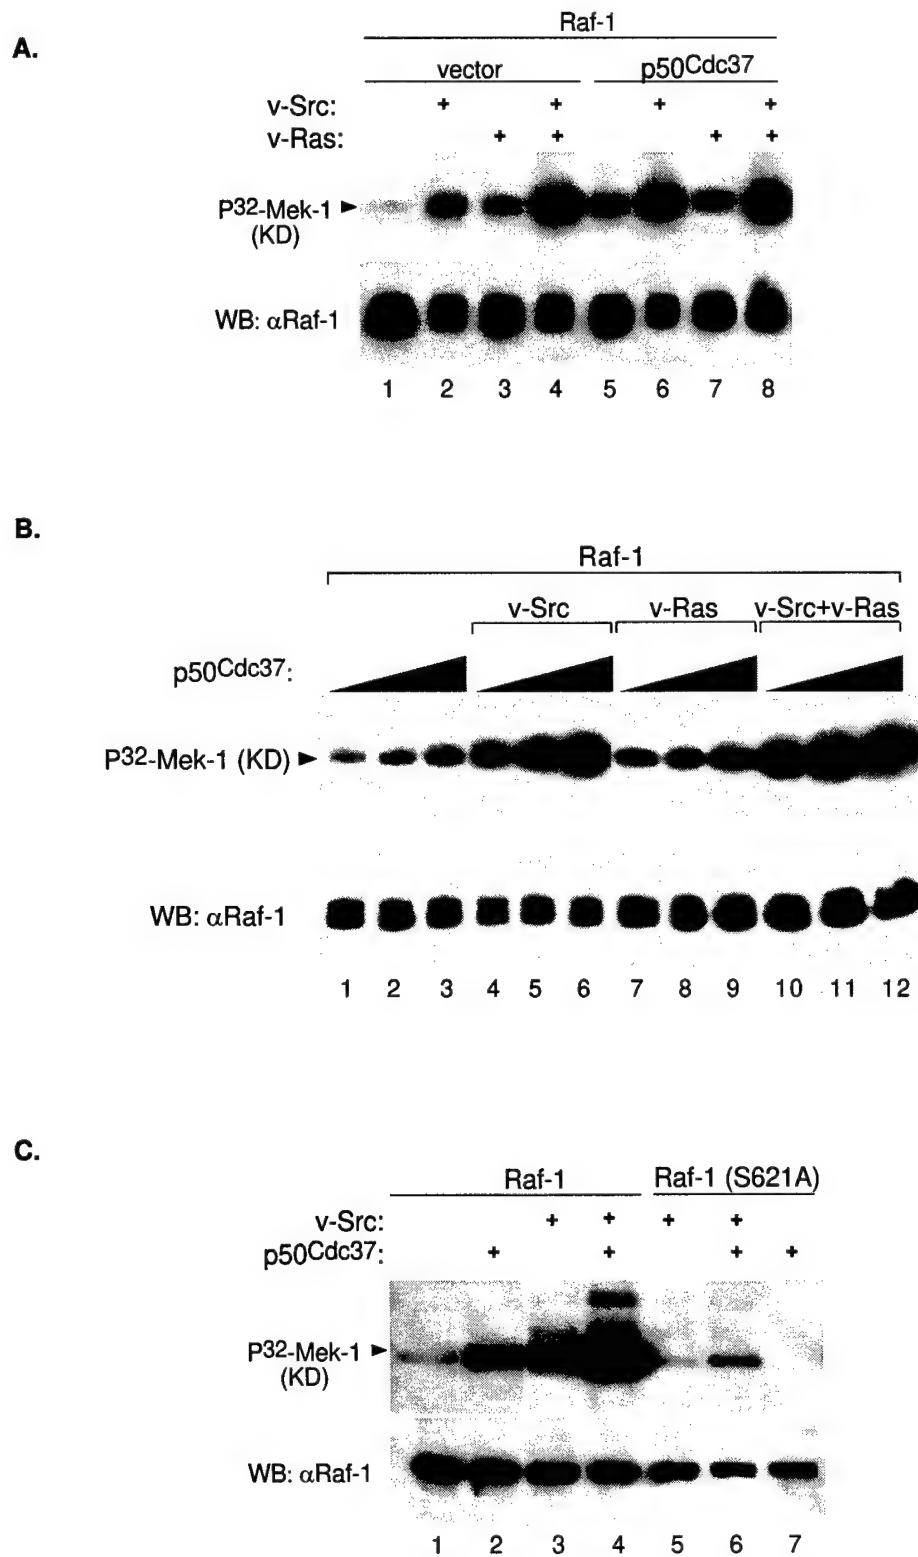 A.
Raf-1
vector p50Cdc37
v-Src: + + + +
v-Ras: + + + +
P32-Mek-1
(KD)
WB: αRaf-1
1 2 3 4 5 6 7 8
B.
Raf-1
v-Src v-Ras v-Src+v-Ras
p50Cdc37:
P32-Mek-1 (KD)
WB: αRaf-1
1 2 3 4 5 6 7 8 9 10 11 12
C.
Raf-1 Raf-1 (S621A)
v-Src: + + + +
p50Cdc37: + + + +
P32-Mek-1
(KD)
WB: αRaf-1
1 2 3 4 5 6 7